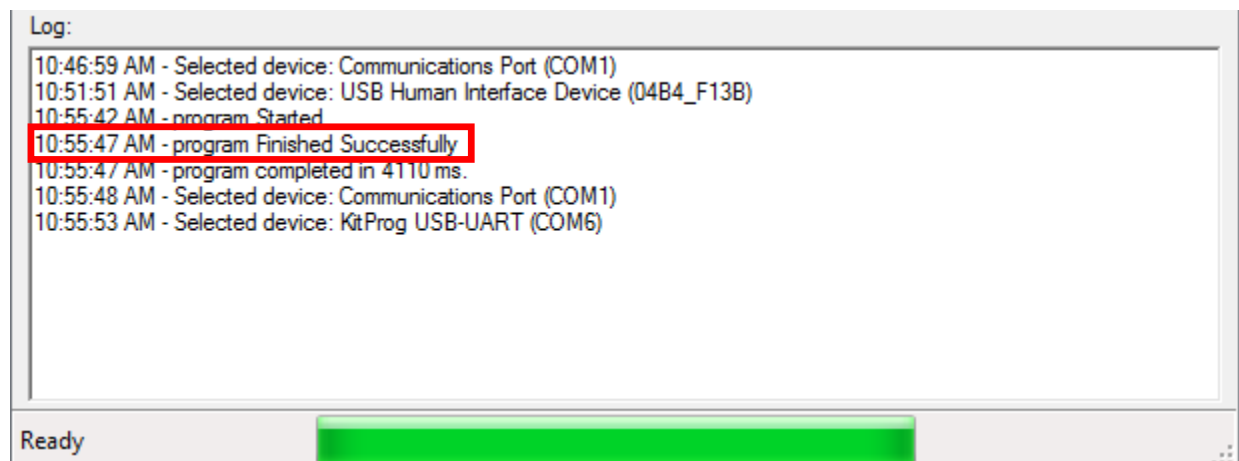 Log:
10:46:59 AM - Selected device: Communications Port (COM1)
10:51:51 AM - Selected device: USB Human Interface Device (04B4_F13B)
10:55:42 AM - program Started
10:55:47 AM - program Finished Successfully
10:55:47 AM - program completed in 4110 ms.
10:55:48 AM - Selected device: Communications Port (COM1)
10:55:53 AM - Selected device: KitProg USB-UART (COM6)
Ready